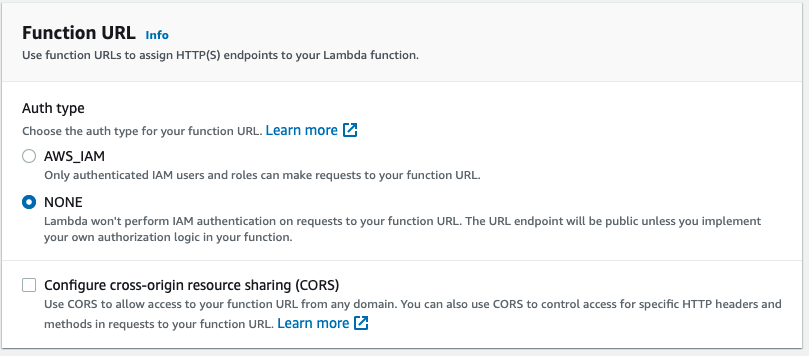 Function URL Info
Use function URLs to assign HTTP(S) endpoints to your Lambda function.
Auth type
Choose the auth type for your function URL. Learn more
AWS_IAM
Only authenticated IAM users and roles can make requests to your function URL.
NONE
Lambda won't perform IAM authentication on requests to your function URL. The URL endpoint will be public unless you implement
your own authorization logic in your function.
Configure cross-origin resource sharing (CORS)
Use CORS to allow access to your function URL from any domain. You can also use CORS to control access for specific HTTP headers and
methods in requests to your function URL. Learn more